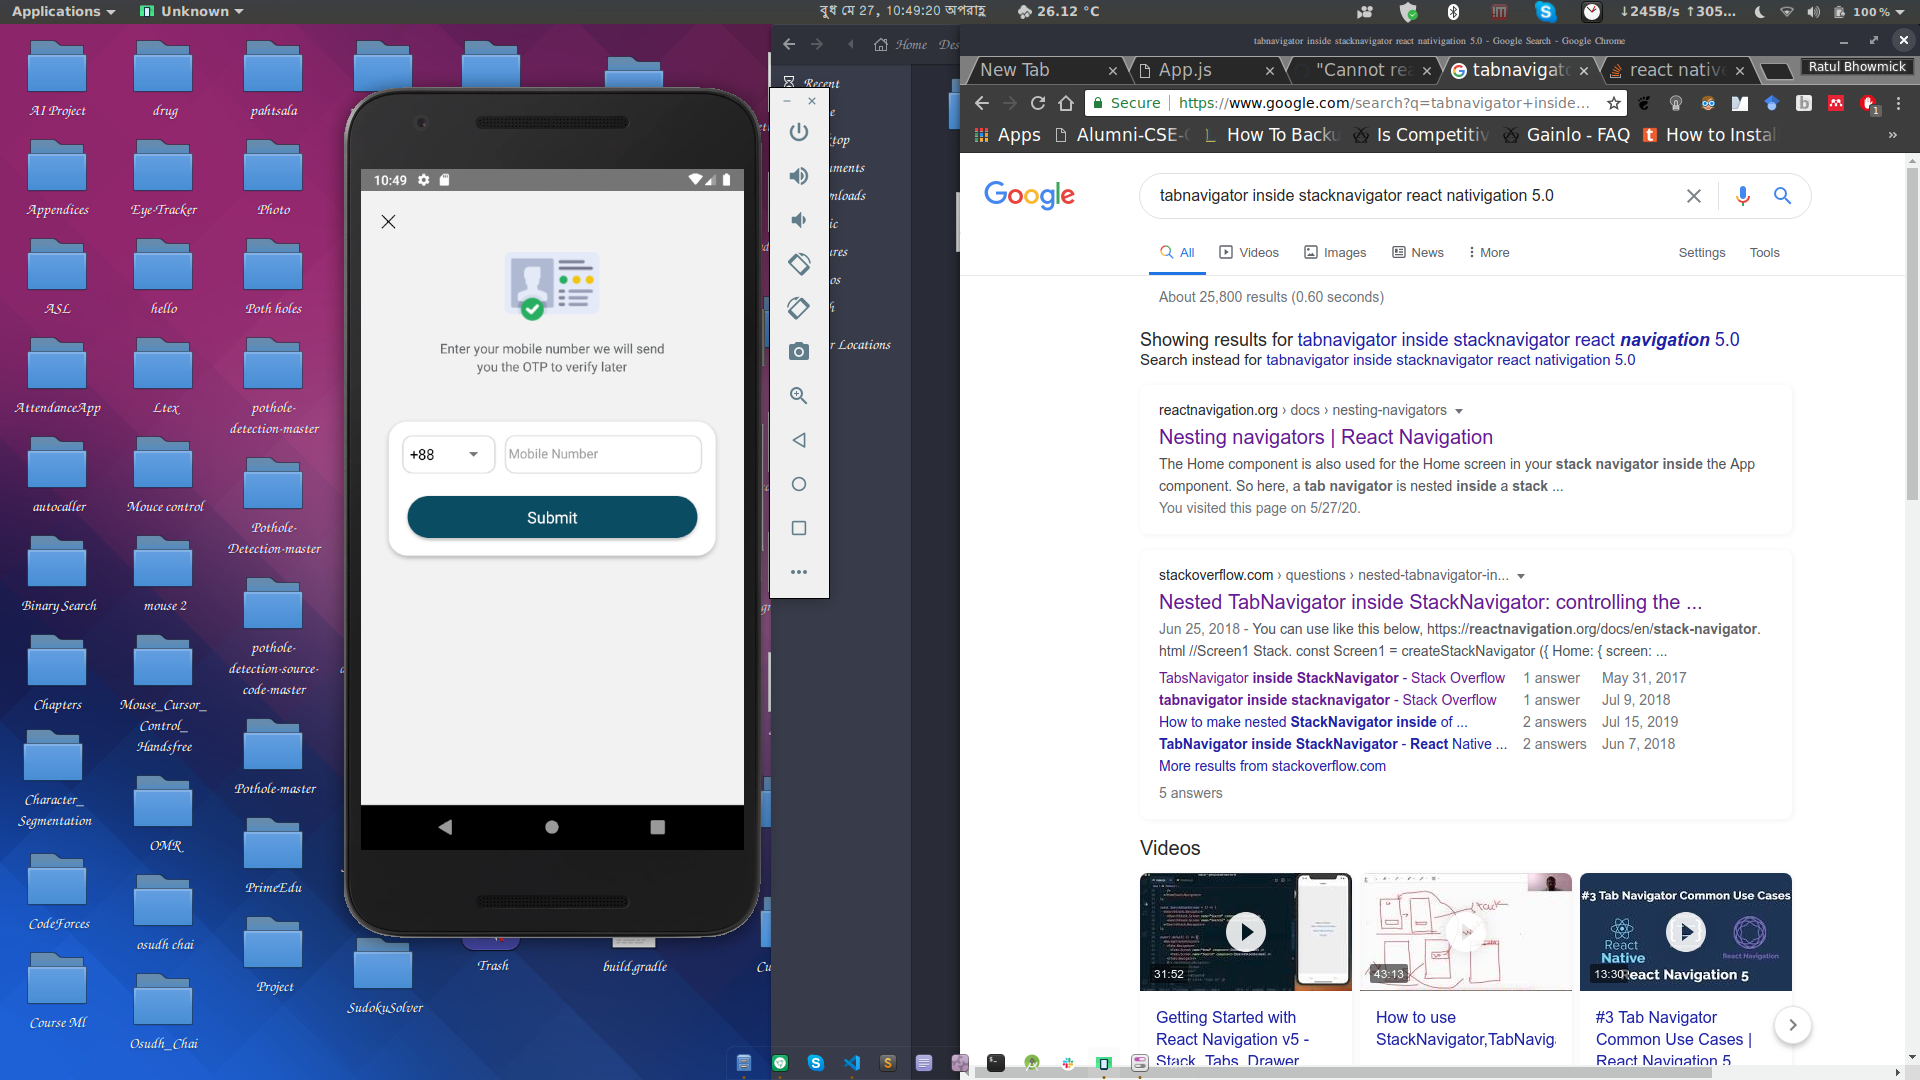 Applications
Unknown
বুধ মে 27, 10:49:20 অপরাহ্ণ
26.12 °C
↓245B/s ↑305...
100 %
AI Project
drug
pahtsala
Appendices
Eye-Tracker
Photo
ASL
hello
Poth holes
AttendanceApp
Ltex
pothole-
detection-master
autocaller
Mouce control
Pothole-
Detection-master
Binary Search
mouse 2
pothole-
detection-source-
code-master
Chapters
Mouse_Cursor_
Control_
Handsfree
Pothole-master
Character_
Segmentation
OMR
PrimeEdu
CodeForces
osudh chai
Project
Course Ml
Osudh_Chai
SudokuSolver
Trash
build.gradle
10:49
Enter your mobile number we will send
you the OTP to verify later
+88
Mobile Number
Submit
Home
Des
Recent
r Locations
tabnavigator inside stacknavigator react nativigation 5.0 - Google Search - Google Chrome
New Tab
App.js
"Cannot rea
tabnavigato
react native
Ratul Bhowmick
Secure
https://www.google.com/search?q=tabnavigator+inside...
1
Apps
Alumni-CSE-
How To Backu
Is Competitiv
Gainlo - FAQ
How to Instal
»
Google
tabnavigator inside stacknavigator react nativigation 5.0
All
Videos
Images
News
More
Settings
Tools
About 25,800 results (0.60 seconds)
Showing results for tabnavigator inside stacknavigator react navigation 5.0
Search instead for tabnavigator inside stacknavigator react nativigation 5.0
reactnavigation.org › docs › nesting-navigators
Nesting navigators | React Navigation
The Home component is also used for the Home screen in your stack navigator inside the App
component. So here, a tab navigator is nested inside a stack ...
You visited this page on 5/27/20.
stackoverflow.com › questions › nested-tabnavigator-in...
Nested TabNavigator inside StackNavigator: controlling the ...
Jun 25, 2018 - You can use like this below, https://reactnavigation.org/docs/en/stack-navigator.
html //Screen1 Stack. const Screen1 = createStackNavigator ({ Home: { screen: ...
TabsNavigator inside StackNavigator - Stack Overflow 1 answer May 31, 2017
tabnavigator inside stacknavigator - Stack Overflow 1 answer Jul 9, 2018
How to make nested StackNavigator inside of ... 2 answers Jul 15, 2019
TabNavigator inside StackNavigator - React Native ... 2 answers Jun 7, 2018
More results from stackoverflow.com
5 answers
Videos
31:52
43:13
#3 Tab Navigator Common Use Cases
React
Native
React Navigation
13:30
React Navigation 5
Getting Started with
React Navigation v5 -
Stack, Tabs, Drawer
How to use
StackNavigator,TabNaviga
#3 Tab Navigator
Common Use Cases |
React Navigation 5